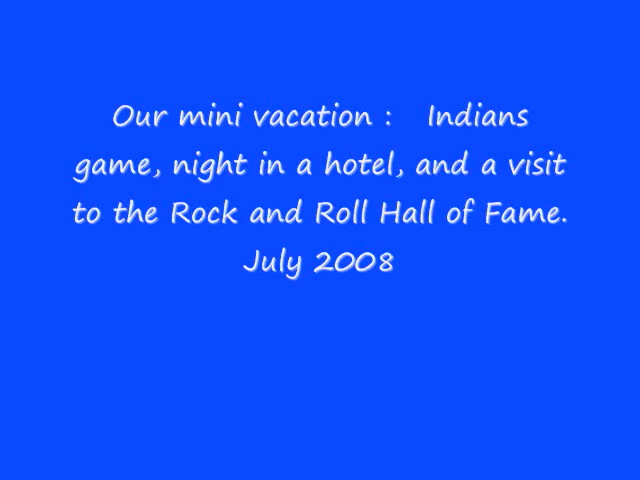 Our mini vacation : Indians
game, night in a hotel, and a visit
to the Rock and Roll Hall of Fame.
July 2008